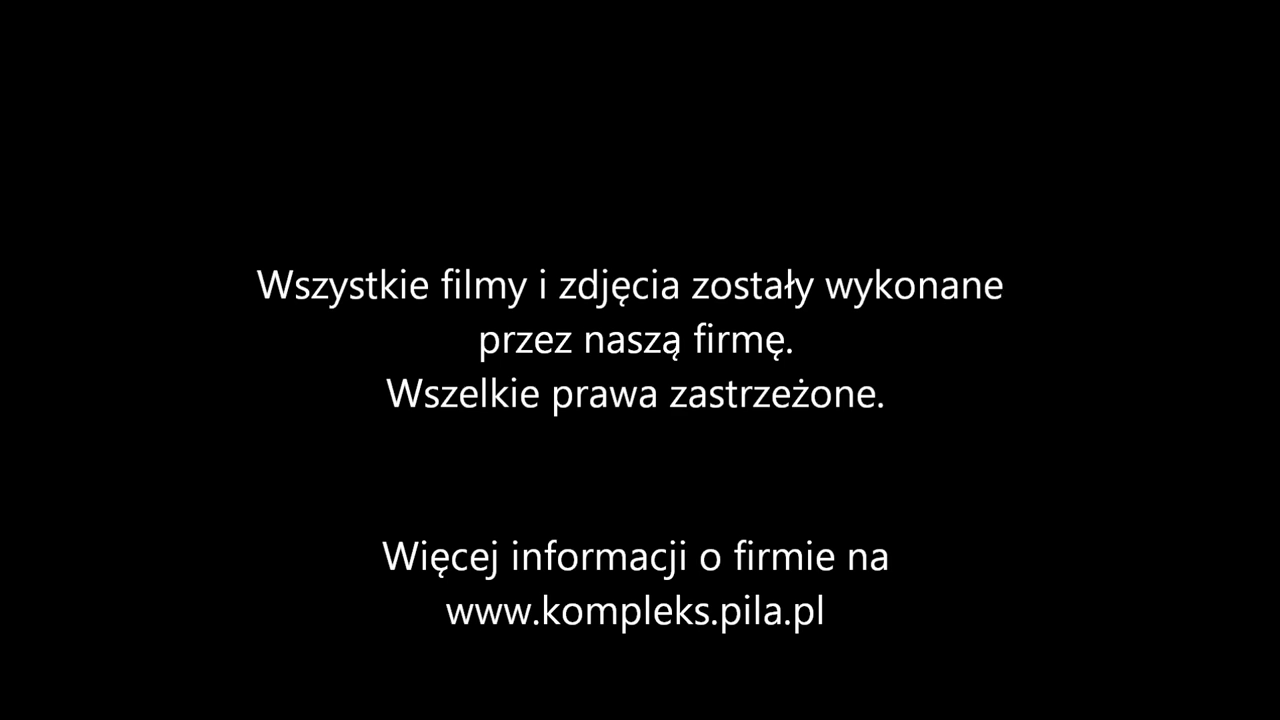 Wszystkie filmy i zdjęcia zostały wykonane
przez naszą firmę.
Wszelkie prawa zastrzeżone.
Więcej informacji o firmie na
www.kompleks.pila.pl